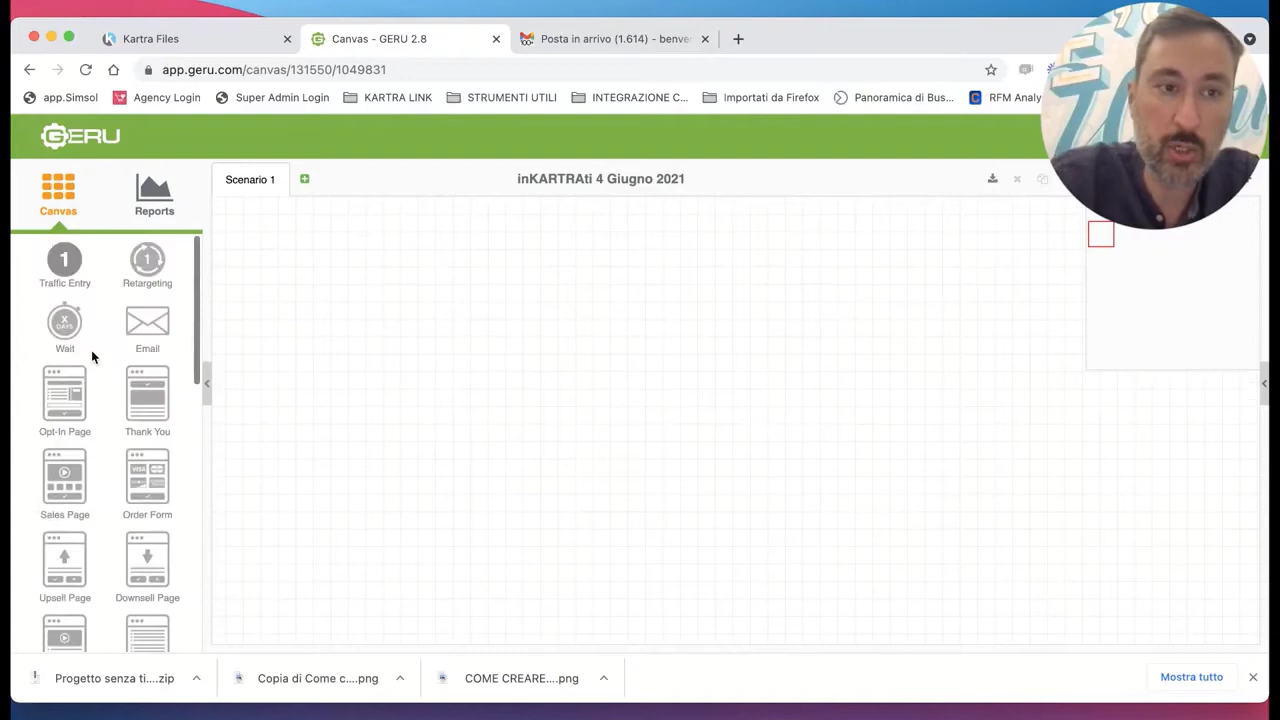 Kartra Files
Canvas - GERU 2.8
Posta in arrivo (1.614) - benve
app.geru.com/canvas/131550/1049831
app.Simsol
Agency Login
Super Admin Login
KARTRA LINK
STRUMENTI UTILI
INTEGRAZIONE C...
Importati da Firefox
Panoramica di Bus...
RFM Analy
GERU
Canvas
Reports
Scenario 1
inKARTRAti 4 Giugno 2021
1
Traffic Entry
1
Retargeting
X
DAYS
Wait
Email
Opt-In Page
Thank You
Sales Page
VISA
Order Form
Upsell Page
Downsell Page
Progetto senza ti....zip
Copia di Come c....png
COME CREARE....png
Mostra tutto